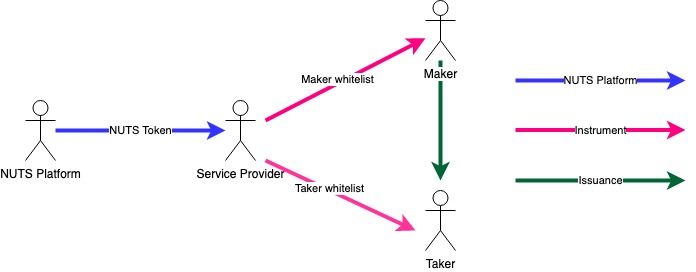 Maker whitelist
Maker
NUTS Platform
NUTS Token
Instrument
NUTS Platform
Service Provider
Issuance
Taker whitelist
Taker